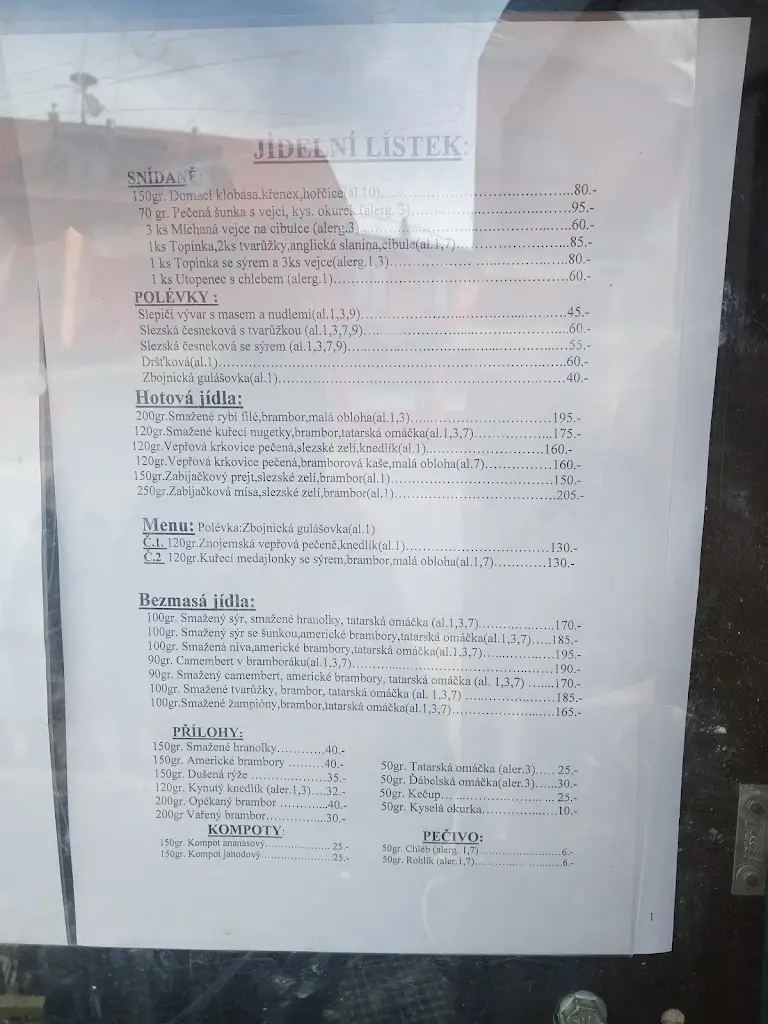 JÍDELNÍ LÍSTEK:
SNÍDANĚ:
150gr. Domácí klobása,křenex,hořčice(al.10)..............................................80.-
70 gr. Pečená šunka s vejci, kys. okurek (alerg. 3)........................................95.-
3 ks Míchaná vejce na cibulce (alerg.3).....................................................60.-
1ks Topinka,2ks tvarůžky,anglická slanina,cibule(al.1,7)............................85.-
1 ks Topinka se sýrem a 3ks vejce(alerg.1,3)............................................80.-
1 ks Utopenec s chlebem (alerg.1)...........................................................60.-
POLÉVKY :
Slepičí vývar s masem a nudlemi(al.1,3,9)...................................................45.-
Slezská česneková s tvarůžkou (al.1,3,7,9)..................................................60.-
Slezská česneková se sýrem (al.1,3,7,9)......................................................55.-
Dršťková(al.1).................................................................................60.-
Zbojnická gulášovka(al.1)......................................................................40.-
Hotová jídla:
200gr.Smažené rybí filé,brambor,malá obloha(al.1,3)..................................195.-
120gr.Smažené kuřecí nugetky,brambor,tatarská omáčka(al.1,3,7)....................175.-
120gr.Vepřová krkovice pečená,slezské zelí,knedlík(al.1)...........................160.-
120gr.Vepřová krkovice pečená,bramborová kaše,malá obloha(al.7).................160.-
150gr.Zabijačkový prejt,slezské zelí,brambor(al.1)......................................150.-
250gr.Zabijačková mísa,slezské zelí,brambor(al.1)......................................205.-
Menu: Polévka:Zbojnická gulášovka(al.1)
Č.1. 120gr.Znojemská vepřová pečeně,knedlík(al.1)...................................130.-
Č.2 120gr.Kuřecí medajlonky se sýrem,brambor,malá obloha(al.1,7)............130.-
Bezmasá jídla:
100gr. Smažený sýr, smažené hranolky, tatarská omáčka (al.1,3,7)..................170.-
100gr. Smažený sýr se šunkou,americké brambory,tatarská omáčka(al.1,3,7).....185.-
100gr. Smažená niva,americké brambory,tatarská omáčka(al.1,3,7)..................195.-
90gr. Camembert v bramboráku(al.1,3,7)................................................190.-
90gr. Smažený camembert, americké brambory, tatarská omáčka (al. 1,3,7) .......170.-
100gr. Smažené tvarůžky, brambor, tatarská omáčka (al. 1,3,7) ......................185.-
100gr.Smažené žampióny,brambor,tatarská omáčka(al.1,3,7)..........................165.-
PŘÍLOHY:
150gr. Smažené hranolky............40.-
150gr. Americké brambory .........40.-
150gr. Dušená rýže ...................35.-
120gr. Kynutý knedlík (aler.1,3)....32.-
200gr. Opékaný brambor ............40.-
200gr Vařený brambor...............30.-
50gr. Tatarská omáčka (aler.3)..... 25.-
50gr. Ďábelská omáčka(aler.3).....30.-
50gr. Kečup... ...................... 25.-
50gr. Kyselá okurka...................10.-
KOMPOTY:
150gr. Kompot ananasový..................... 25.-
150gr. Kompot jahodový.......................25.-
PEČIVO:
50gr. Chléb (alerg. 1,7).........................6.-
50gr. Rohlík (aler.1,7)..........................6.-
1